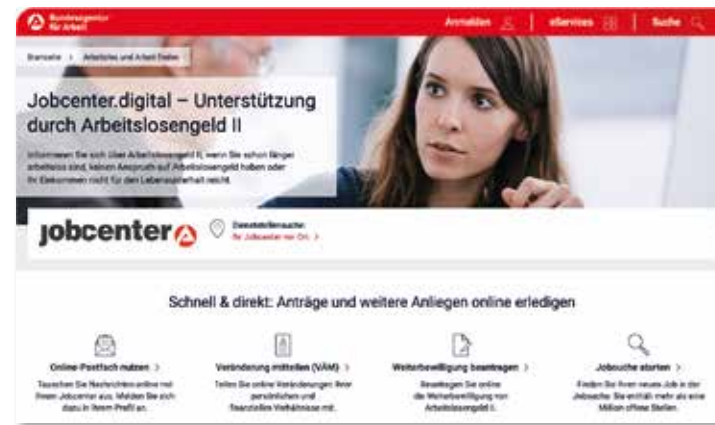 Bundesagentur
für Arbeit
Anmelden
eServices
Suche
Startseite > Arbeitslos und Arbeit finden
Jobcenter.digital – Unterstützung
durch Arbeitslosengeld II
Informieren Sie sich über Arbeitslosengeld II, wenn Sie schon länger
arbeitslos sind, keinen Anspruch auf Arbeitslosengeld haben oder
Ihr Einkommen nicht für den Lebensunterhalt reicht.
jobcenter
Dienststellensuche:
Ihr Jobcenter vor Ort >
Schnell & direkt: Anträge und weitere Anliegen online erledigen
Online-Postfach nutzen >
Tauschen Sie Nachrichten online mit
Ihrem Jobcenter aus. Melden Sie sich
dazu in Ihrem Profil an.
Veränderung mitteilen (VÄM) >
Teilen Sie online Veränderungen Ihrer
persönlichen und
finanziellen Verhältnisse mit.
Weiterbewilligung beantragen >
Beantragen Sie online
die Weiterbewilligung von
Arbeitslosengeld II.
Jobsuche starten >
Finden Sie Ihren neuen Job in der
Jobsuche. Sie enthält mehr als eine
Million offene Stellen.